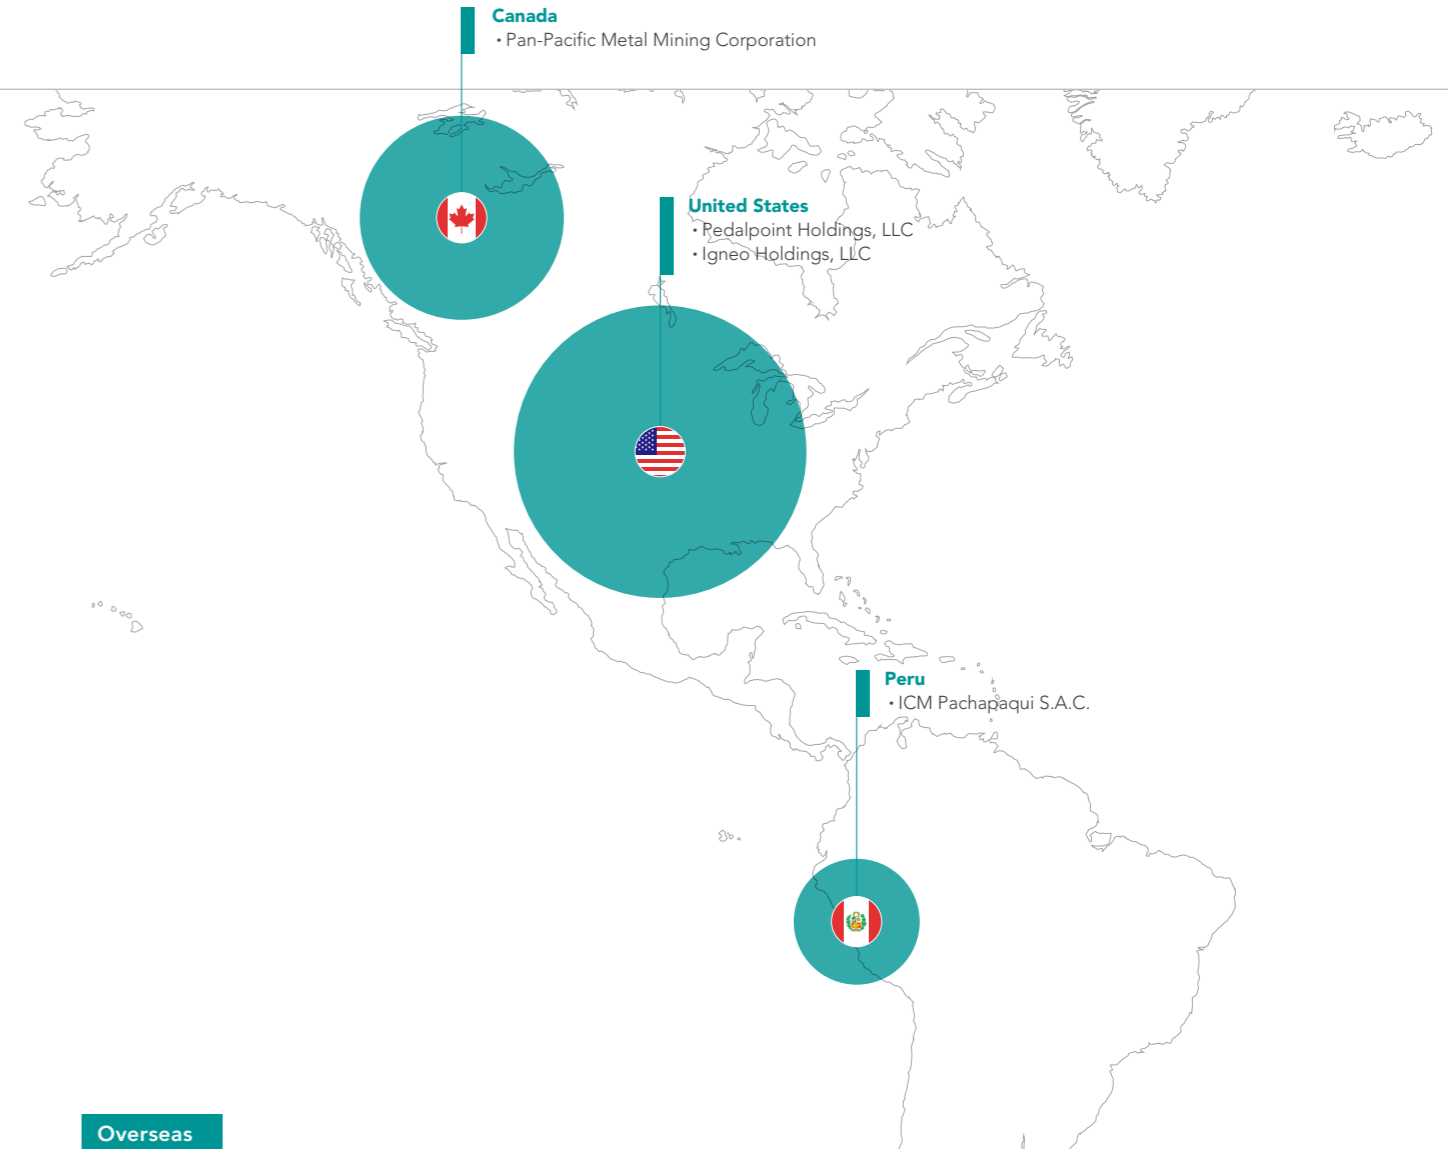 Canada
・Pan-Pacific Metal Mining Corporation
United States
・Pedalpoint Holdings, LLC
・Igneo Holdings, LLC
Peru
・ICM Pachapaqui S.A.C.
Overseas